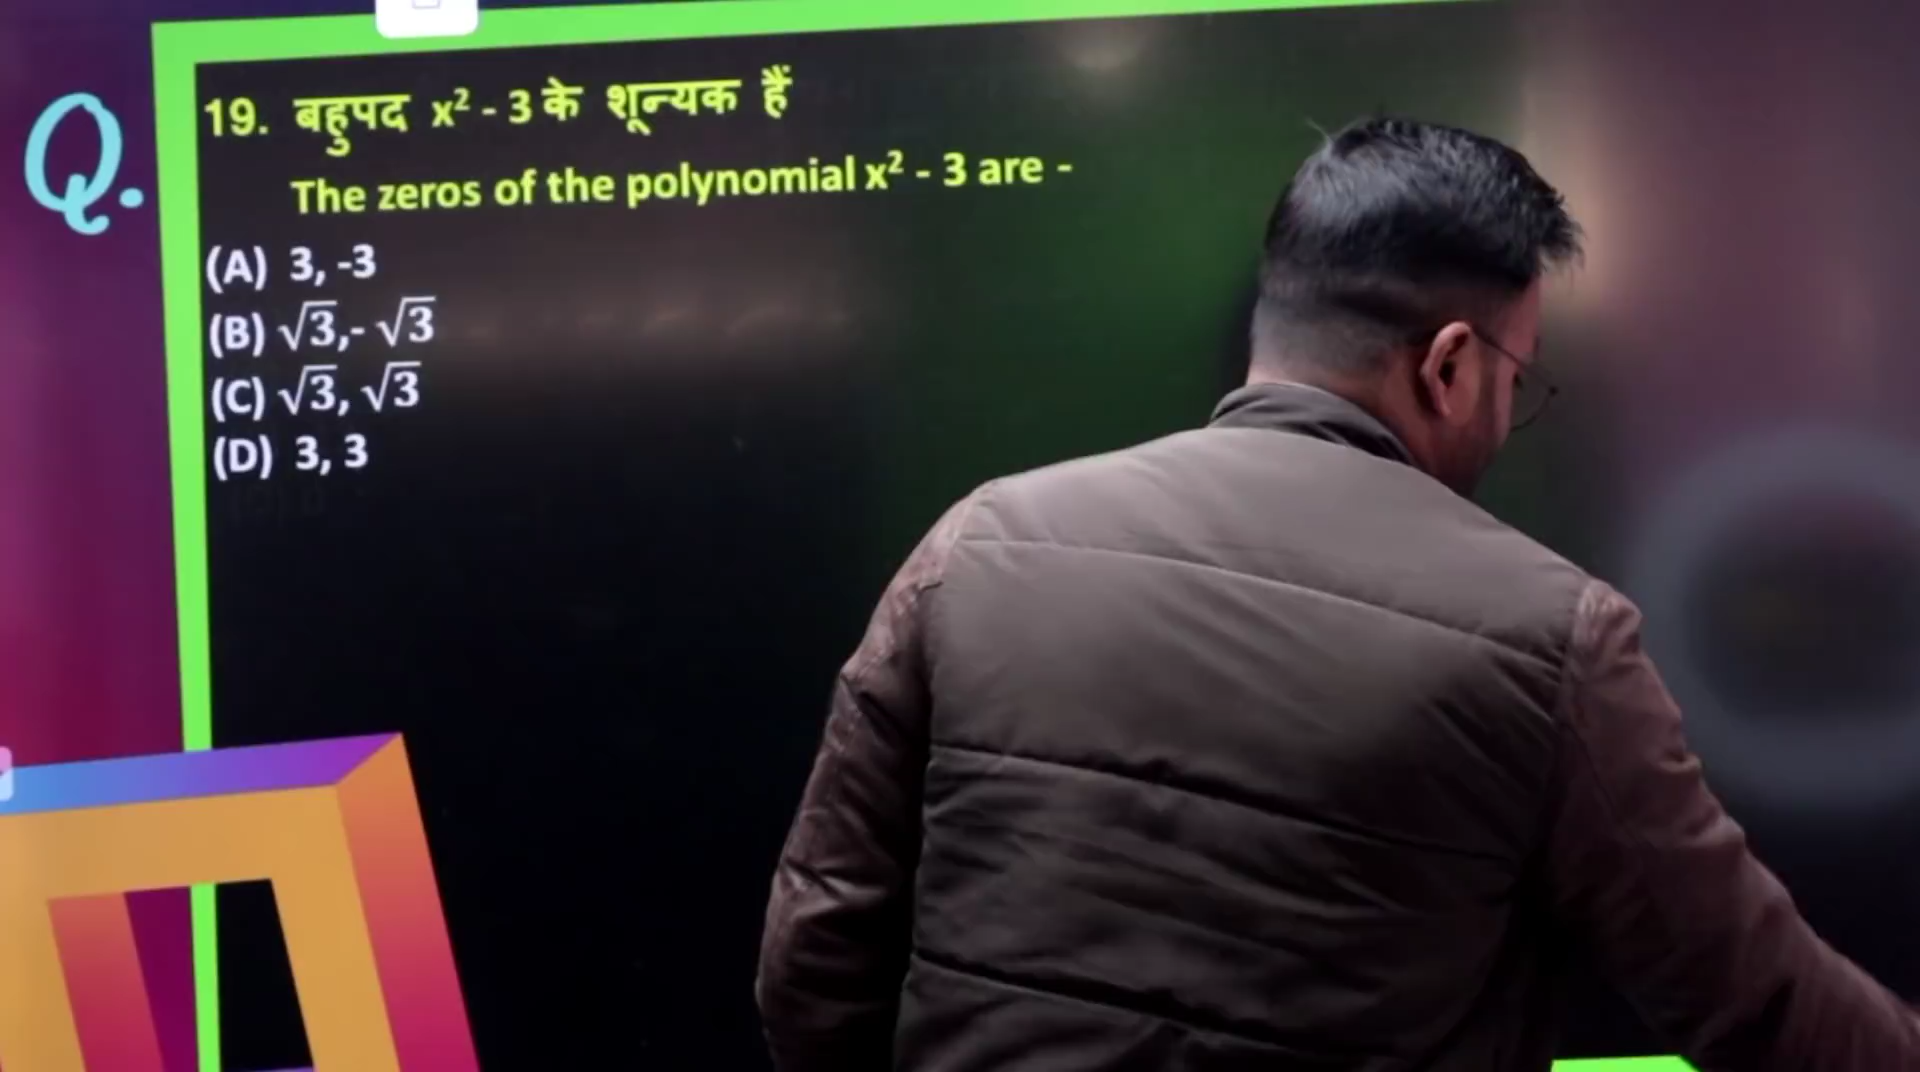 Q.
19. बहुपद x² - 3 के शून्यक हैं
The zeros of the polynomial x² - 3 are -
(A) 3, -3
(B) √3,- √3
(C) √3, √3
(D) 3, 3